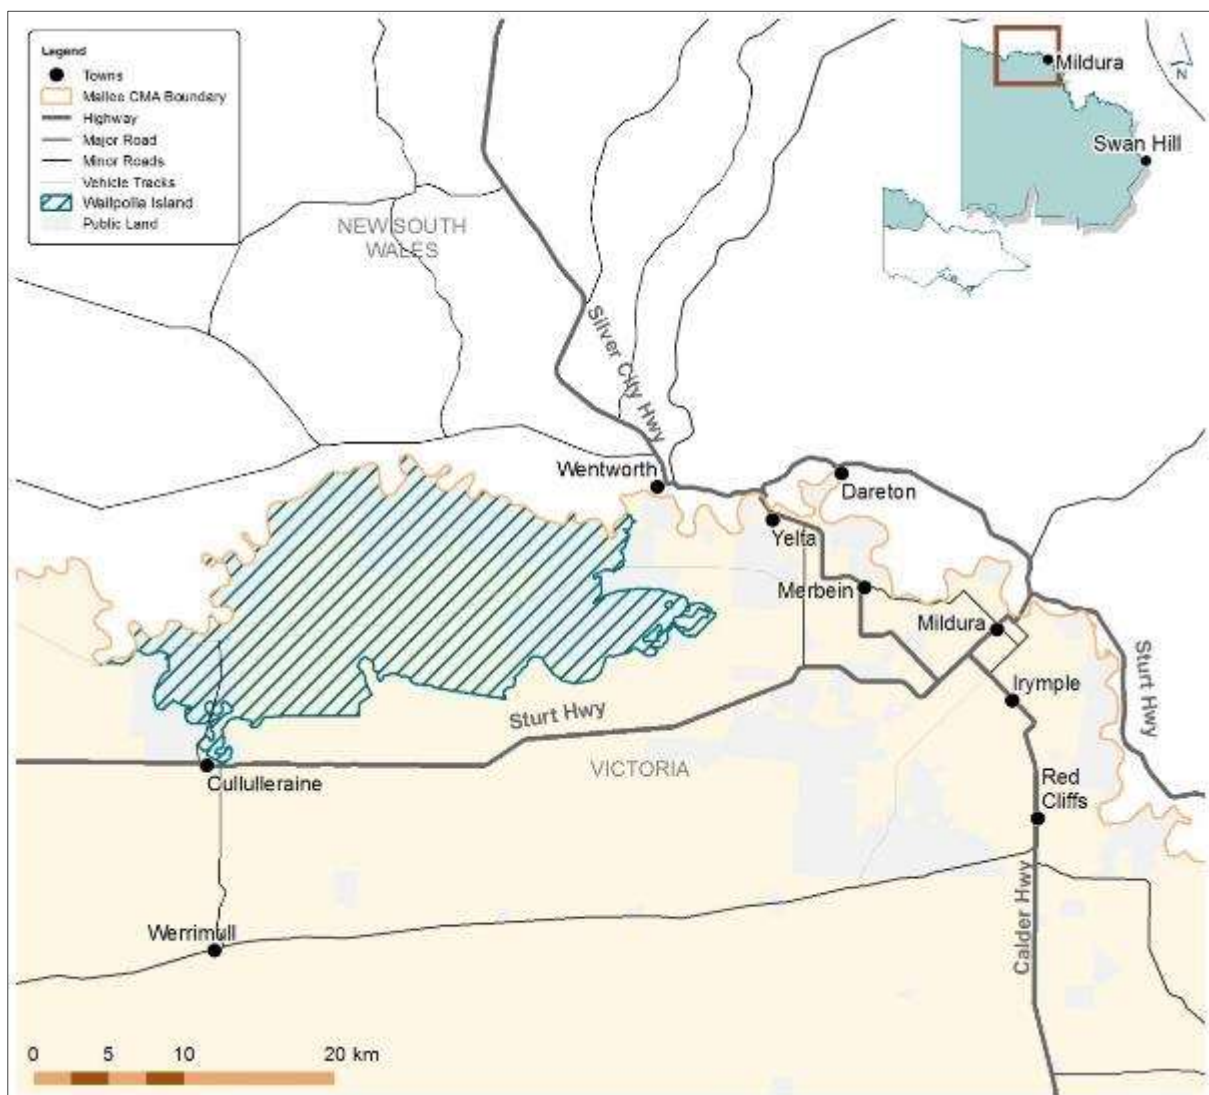 Legend
Towns
Mallee CMA Boundary
Highway
Major Road
Minor Roads
Vehicle Tracks
Wallpolla Island
Public Land
Mildura
N
Swan Hill
NEW SOUTH
WALES
Silver City Hwy
Wentworth
Dareton
Yelta
Merbein
Mildura
Irymple
Sturt Hwy
Sturt Hwy
VICTORIA
Cullulleraine
Red
Cliffs
Calder Hwy
Werrimull
0 5 10 20 km